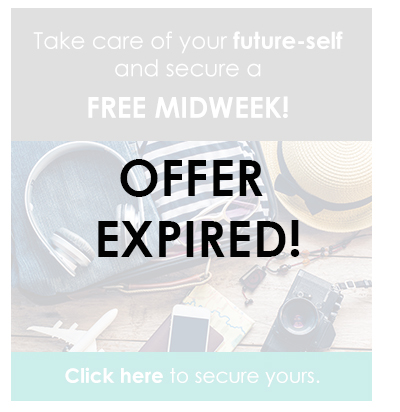 Take care of your future-self
and secure a
FREE MIDWEEK!
OFFER
EXPIRED!
Click here to secure yours.